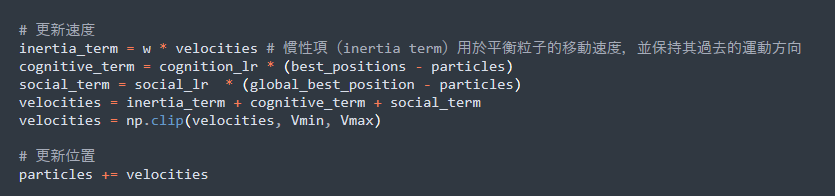 # 更新速度
inertia_term = w * velocities # 慣性項（inertia term）用於平衡粒子的移動速度，並保持其過去的運動方向
cognitive_term = cognition_lr * (best_positions - particles)
social_term = social_lr  * (global_best_position - particles)
velocities = inertia_term + cognitive_term + social_term
velocities = np.clip(velocities, Vmin, Vmax)
# 更新位置
particles += velocities